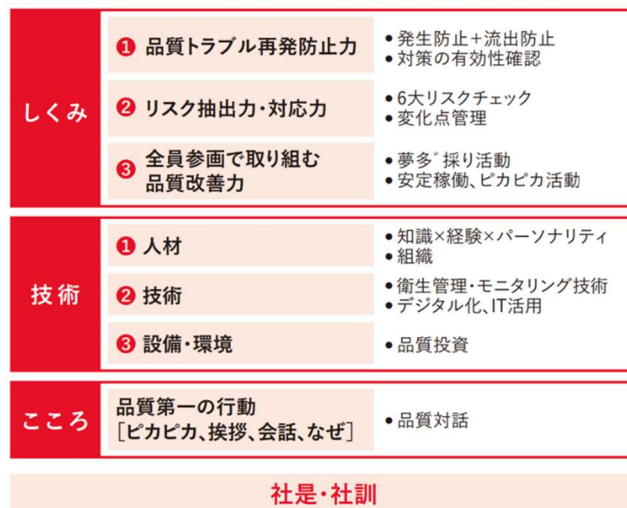 しくみ
❶ 品質トラブル再発防止力
• 発生防止+流出防止
• 対策の有効性確認
❷ リスク抽出力・対応力
• 6大リスクチェック
• 変化点管理
❸ 全員参画で取り組む
品質改善力
• 夢多゛採り活動
• 安定稼働、ピカピカ活動
技術
❶ 人材
• 知識×経験×パーソナリティ
• 組織
❷ 技術
• 衛生管理・モニタリング技術
• デジタル化、IT活用
❸ 設備・環境
• 品質投資
こころ
品質第一の行動
[ピカピカ、挨拶、会話、なぜ]
• 品質対話
社是・社訓